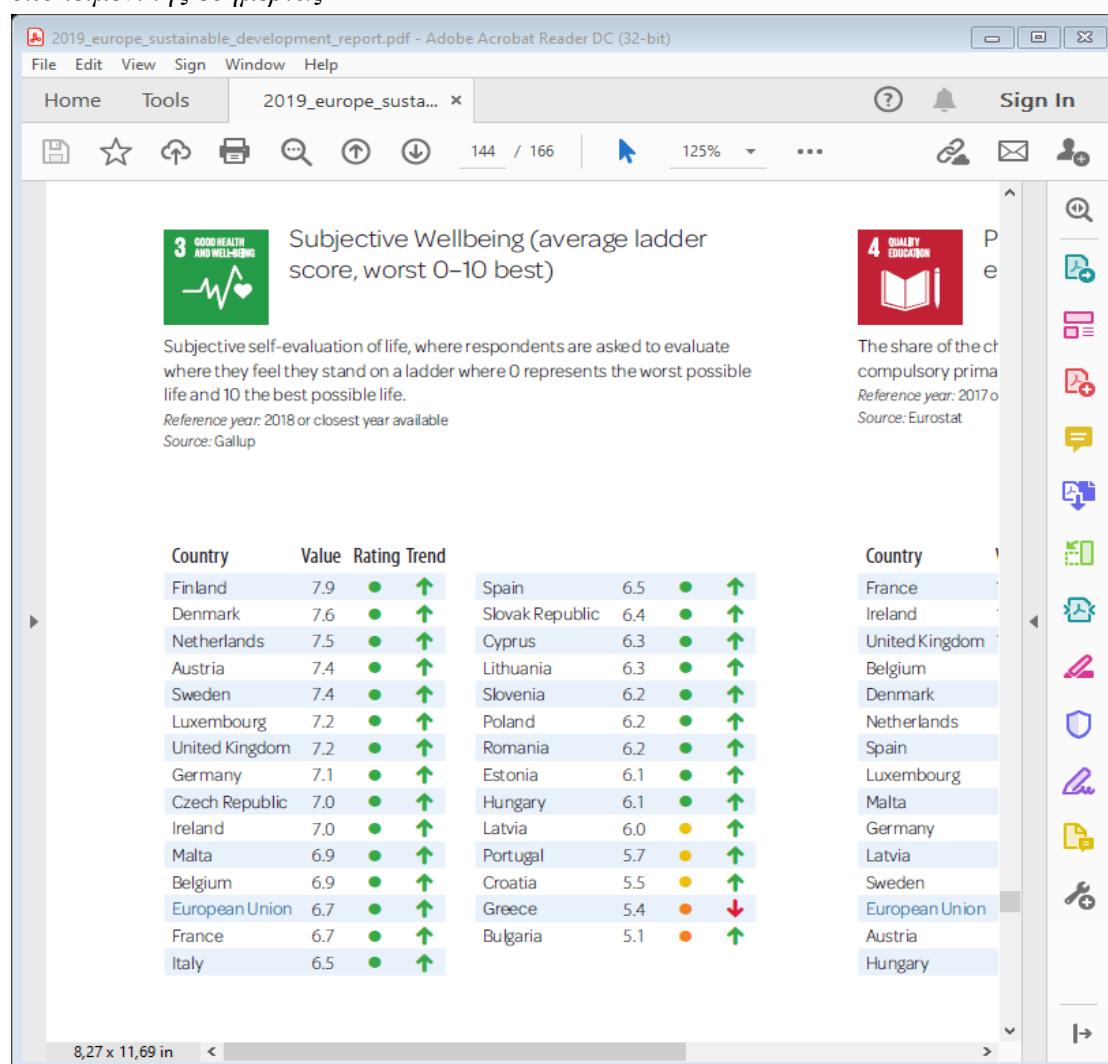 2019_europe_sustainable_development_report.pdf - Adobe Acrobat Reader DC (32-bit)
File Edit View Sign Window Help
Home Tools 2019_europe_susta... × Sign In
144 / 166 125%
3 GOOD HEALTH AND WELL-BEING
Subjective Wellbeing (average ladder
score, worst 0–10 best)
Subjective self-evaluation of life, where respondents are asked to evaluate
where they feel they stand on a ladder where 0 represents the worst possible
life and 10 the best possible life.
Reference year: 2018 or closest year available
Source: Gallup
Country Value Rating Trend
Finland 7.9
Denmark 7.6
Netherlands 7.5
Austria 7.4
Sweden 7.4
Luxembourg 7.2
United Kingdom 7.2
Germany 7.1
Czech Republic 7.0
Ireland 7.0
Malta 6.9
Belgium 6.9
European Union 6.7
France 6.7
Italy 6.5
Spain 6.5
Slovak Republic 6.4
Cyprus 6.3
Lithuania 6.3
Slovenia 6.2
Poland 6.2
Romania 6.2
Estonia 6.1
Hungary 6.1
Latvia 6.0
Portugal 5.7
Croatia 5.5
Greece 5.4
Bulgaria 5.1
4 QUALITY EDUCATION
P
e
The share of the ch
compulsory prima
Reference year: 2017 o
Source: Eurostat
Country
France
Ireland
United Kingdom
Belgium
Denmark
Netherlands
Spain
Luxembourg
Malta
Germany
Latvia
Sweden
European Union
Austria
Hungary
8,27 x 11,69 in